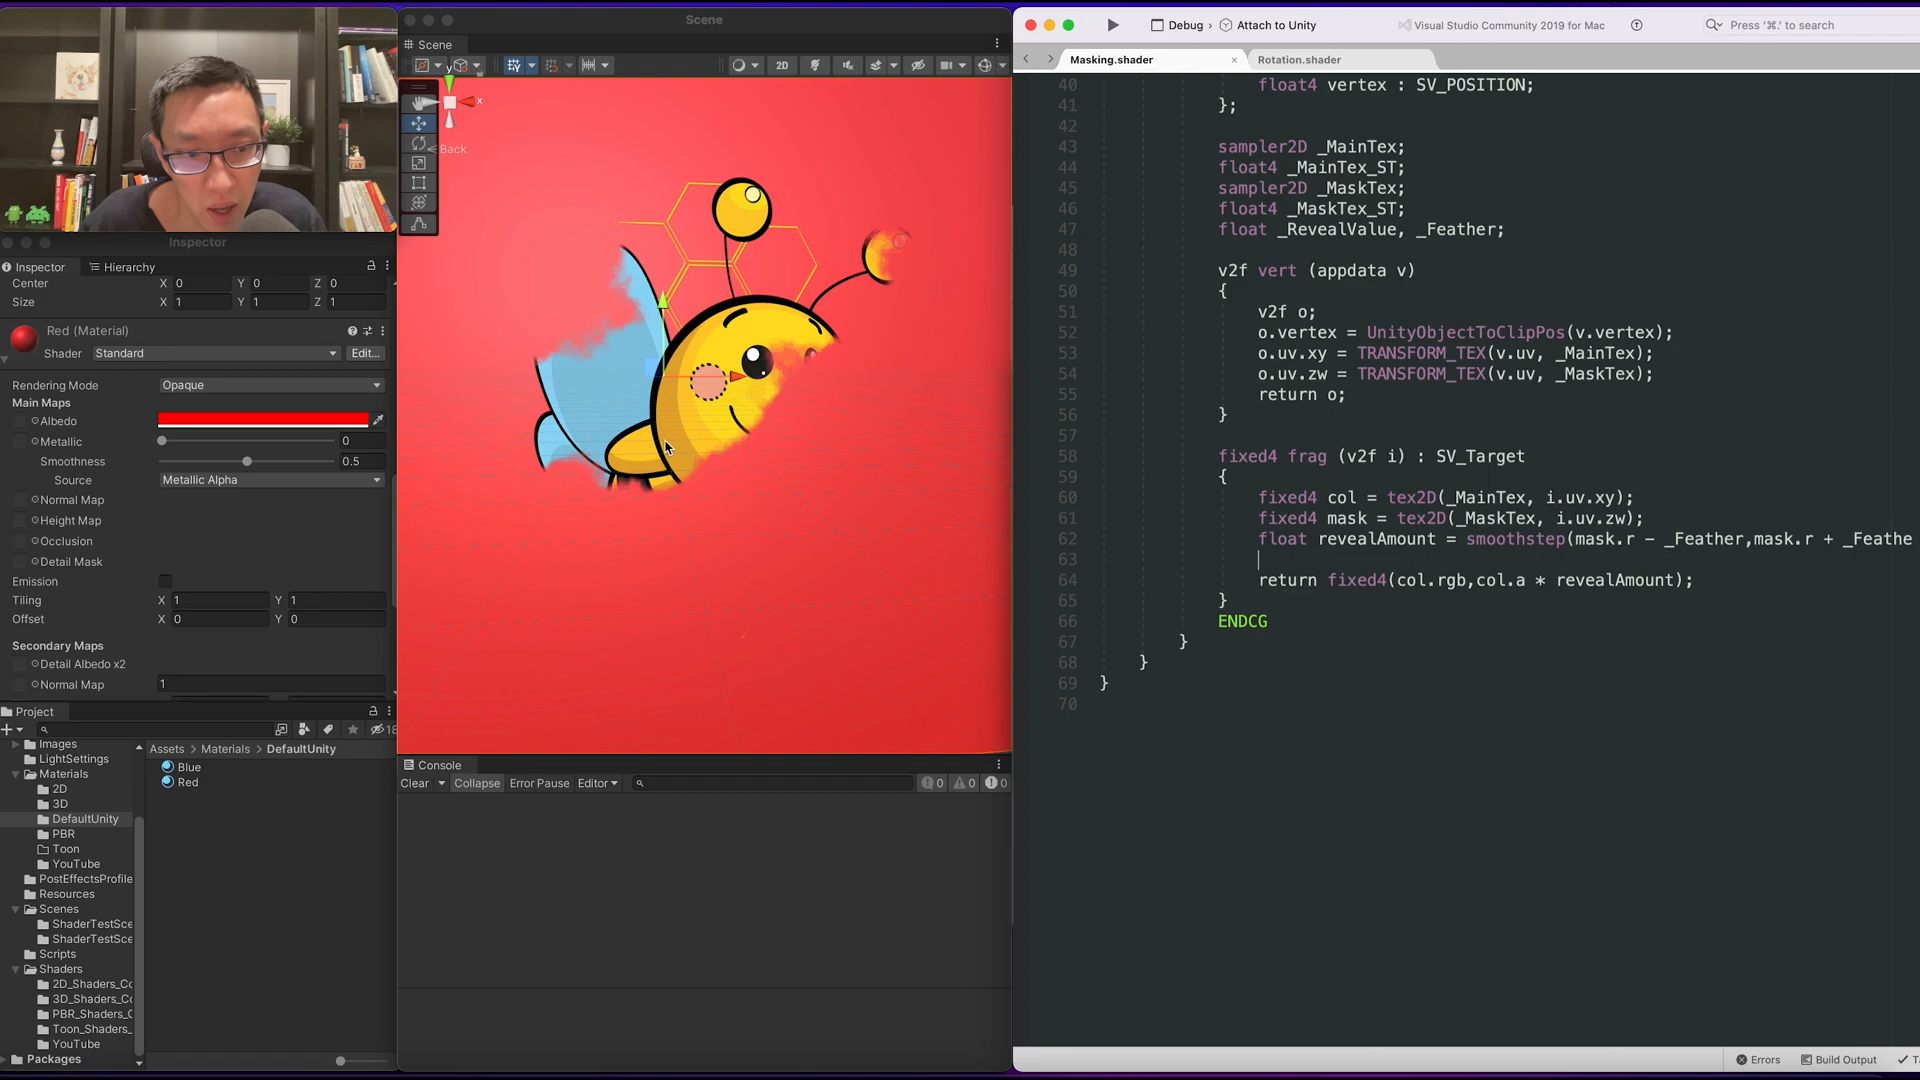 Inspector
Inspector
Hierarchy
Center X 0 Y 0 Z 0
Size X 1 Y 1 Z 1
Red (Material)
Shader Standard Edit...
Rendering Mode Opaque
Main Maps
Albedo
Metallic 0
Smoothness 0.5
Source Metallic Alpha
Normal Map
Height Map
Occlusion
Detail Mask
Emission
Tiling X 1 Y 1
Offset X 0 Y 0
Secondary Maps
Detail Albedo x2
Normal Map 1
Project
18
Images
LightSettings
Materials
2D
3D
DefaultUnity
PBR
Toon
YouTube
PostEffectsProfile
Resources
Scenes
ShaderTestSce
ShaderTestSce
Scripts
Shaders
2D_Shaders_Co
3D_Shaders_Co
PBR_Shaders_C
Toon_Shaders_
YouTube
Packages
Assets > Materials > DefaultUnity
Blue
Red
Scene
Scene
2D
y
x
Back
Console
Clear Collapse Error Pause Editor 0 0 0
Debug › Attach to Unity Visual Studio Community 2019 for Mac Press '⌘.' to search
Masking.shader × Rotation.shader
40 float4 vertex : SV_POSITION;
41 };
42
43 sampler2D _MainTex;
44 float4 _MainTex_ST;
45 sampler2D _MaskTex;
46 float4 _MaskTex_ST;
47 float _RevealValue, _Feather;
48
49 v2f vert (appdata v)
50 {
51 v2f o;
52 o.vertex = UnityObjectToClipPos(v.vertex);
53 o.uv.xy = TRANSFORM_TEX(v.uv, _MainTex);
54 o.uv.zw = TRANSFORM_TEX(v.uv, _MaskTex);
55 return o;
56 }
57
58 fixed4 frag (v2f i) : SV_Target
59 {
60 fixed4 col = tex2D(_MainTex, i.uv.xy);
61 fixed4 mask = tex2D(_MaskTex, i.uv.zw);
62 float revealAmount = smoothstep(mask.r - _Feather,mask.r + _Feathe
63
64 return fixed4(col.rgb,col.a * revealAmount);
65 }
66 ENDCG
67 }
68 }
69 }
70
Errors Build Output